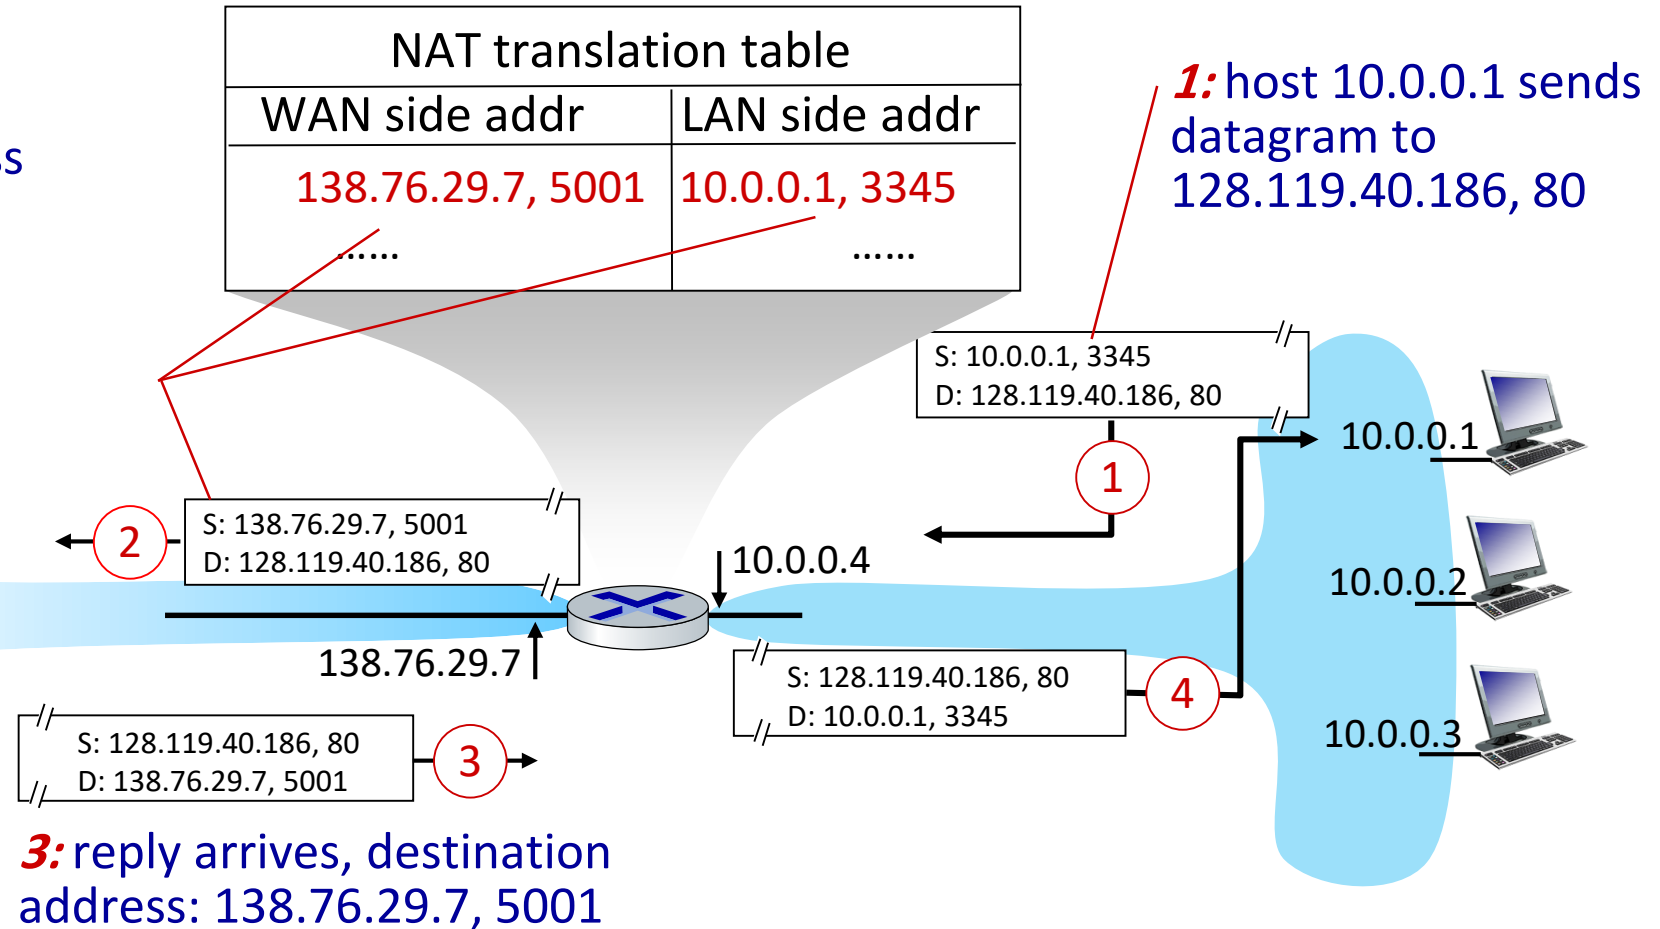 NAT translation table
WAN side addr
LAN side addr
138.76.29.7, 5001
10.0.0.1, 3345
......
......
1: host 10.0.0.1 sends
datagram to
128.119.40.186, 80
S: 10.0.0.1, 3345
D: 128.119.40.186, 80
1
10.0.0.1
S: 138.76.29.7, 5001
D: 128.119.40.186, 80
2
10.0.0.4
10.0.0.2
138.76.29.7
S: 128.119.40.186, 80
D: 10.0.0.1, 3345
4
10.0.0.3
S: 128.119.40.186, 80
D: 138.76.29.7, 5001
3
3: reply arrives, destination
address: 138.76.29.7, 5001